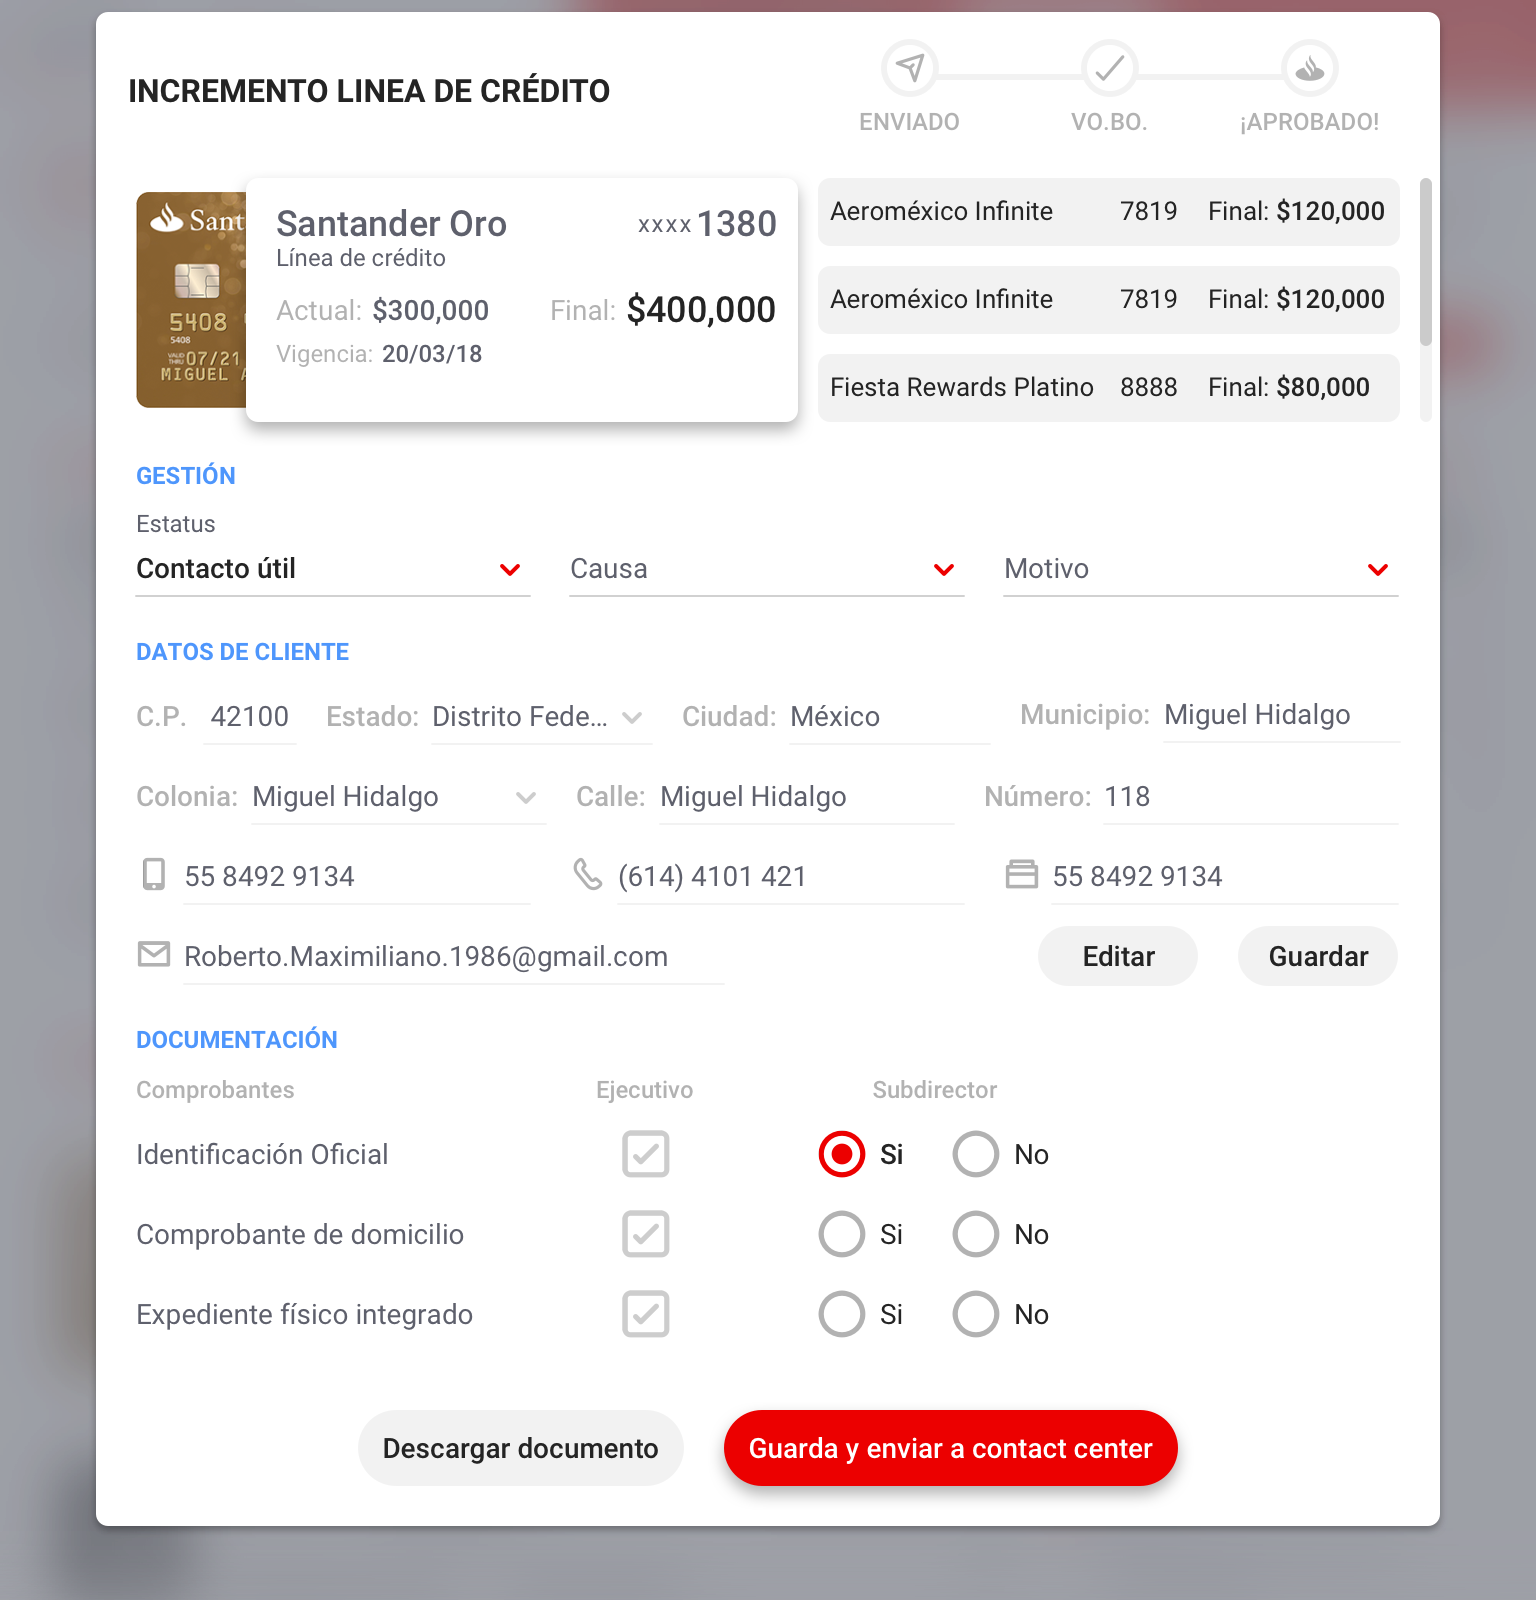 INCREMENTO LINEA DE CRÉDITO
ENVIADO VO.BO. ¡APROBADO!
Sant
5408
5408
VALID THRU 07/21
MIGUEL A
Santander Oro xxxx 1380
Línea de crédito
Actual: $300,000 Final: $400,000
Vigencia: 20/03/18
Aeroméxico Infinite 7819 Final: $120,000
Aeroméxico Infinite 7819 Final: $120,000
Fiesta Rewards Platino 8888 Final: $80,000
GESTIÓN
Estatus
Contacto útil Causa Motivo
DATOS DE CLIENTE
C.P. 42100 Estado: Distrito Fede... Ciudad: México Municipio: Miguel Hidalgo
Colonia: Miguel Hidalgo Calle: Miguel Hidalgo Número: 118
55 8492 9134 (614) 4101 421 55 8492 9134
Roberto.Maximiliano.1986@gmail.com Editar Guardar
DOCUMENTACIÓN
Comprobantes Ejecutivo Subdirector
Identificación Oficial Si No
Comprobante de domicilio Si No
Expediente físico integrado Si No
Descargar documento Guarda y enviar a contact center